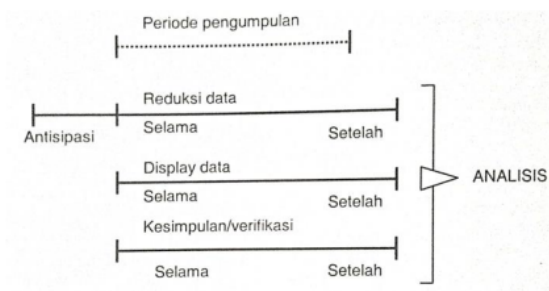 Periode pengumpulan
Reduksi data
Antisipasi
Selama
Setelah
Display data
Selama
Setelah
ANALISIS
Kesimpulan/verifikasi
Selama
Setelah